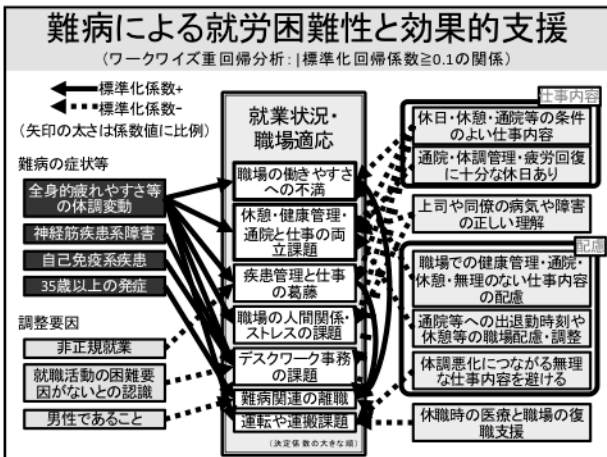 難病による就労困難性と効果的支援
(ワークワイズ重回帰分析:|標準化回帰係数≧0.1の関係)
標準化係数+
標準化係数-
(矢印の太さは係数値に比例)
難病の症状等
全身的疲れやすさ等
の体調変動
神経筋疾患系障害
自己免疫系疾患
35歳以上の発症
調整要因
非正規就業
就職活動の困難要
因がないとの認識
男性であること
就業状況・
職場適応
職場の働きやすさ
への不満
休憩・健康管理・
通院と仕事の両
立課題
疾患管理と仕事
の葛藤
職場の人間関係・
ストレスの課題
デスクワーク事務
の課題
難病関連の離職
運転や運搬課題
(決定係数の大きな順)
仕事内容
休日・休憩・通院等の条件
のよい仕事内容
通院・体調管理・疲労回復
に十分な休日あり
上司や同僚の病気や障害
の正しい理解
配慮
職場での健康管理・通院・
休憩・無理のない仕事内容
の配慮
通院等への出退勤時刻や
休憩等の職場配慮・調整
体調悪化につながる無理
な仕事内容を避ける
休職時の医療と職場の復
職支援